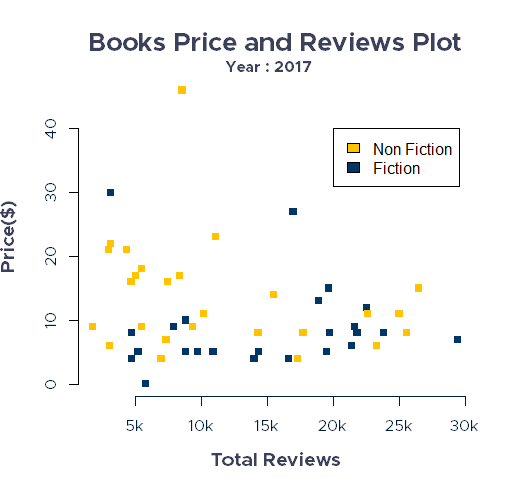 Books Price and Reviews Plot
Year : 2017
Non Fiction
Fiction
Price($)
40
30
20
10
0
5k 10k 15k 20k 25k 30k
Total Reviews